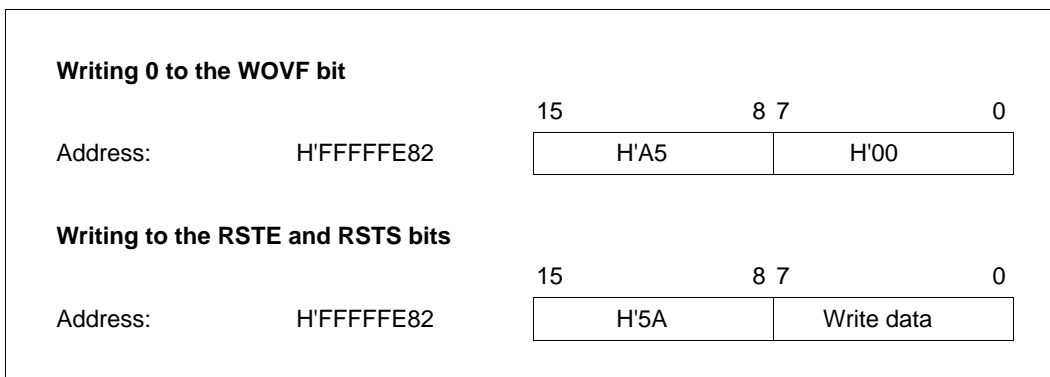 Writing 0 to the WOVF bit
15 8 7 0
Address: H'FFFFFE82 H'A5 H'00
Writing to the RSTE and RSTS bits
15 8 7 0
Address: H'FFFFFE82 H'5A Write data